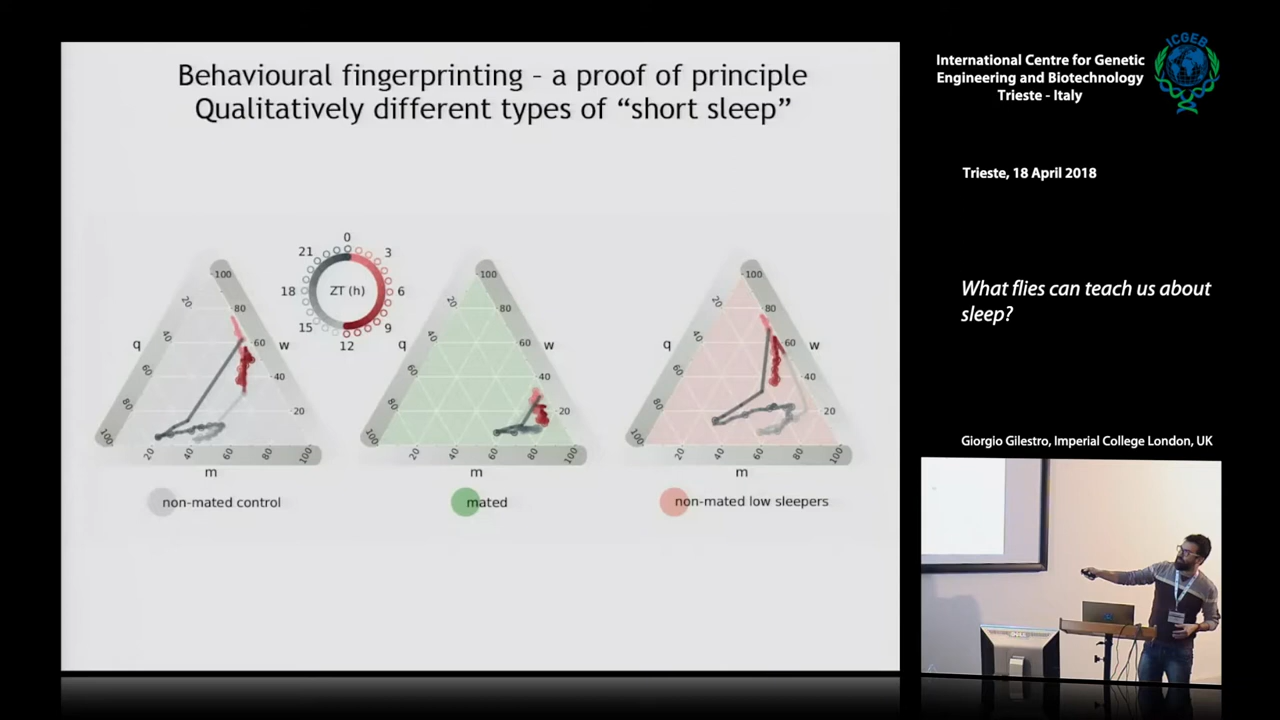 Behavioural fingerprinting - a proof of principle
Qualitatively different types of “short sleep”
0
21
3
18
ZT (h)
6
15
9
12
100
80
60
40
20
w
20
40
60
80
100
q
20
40
60
80
100
m
non-mated control
100
80
60
40
20
w
20
40
60
80
100
q
20
40
60
80
100
m
mated
100
80
60
40
20
w
20
40
60
80
100
q
20
40
60
80
100
m
non-mated low sleepers
ICGEB
International Centre for Genetic
Engineering and Biotechnology
Trieste - Italy
Trieste, 18 April 2018
What flies can teach us about
sleep?
Giorgio Gilestro, Imperial College London, UK
DELL